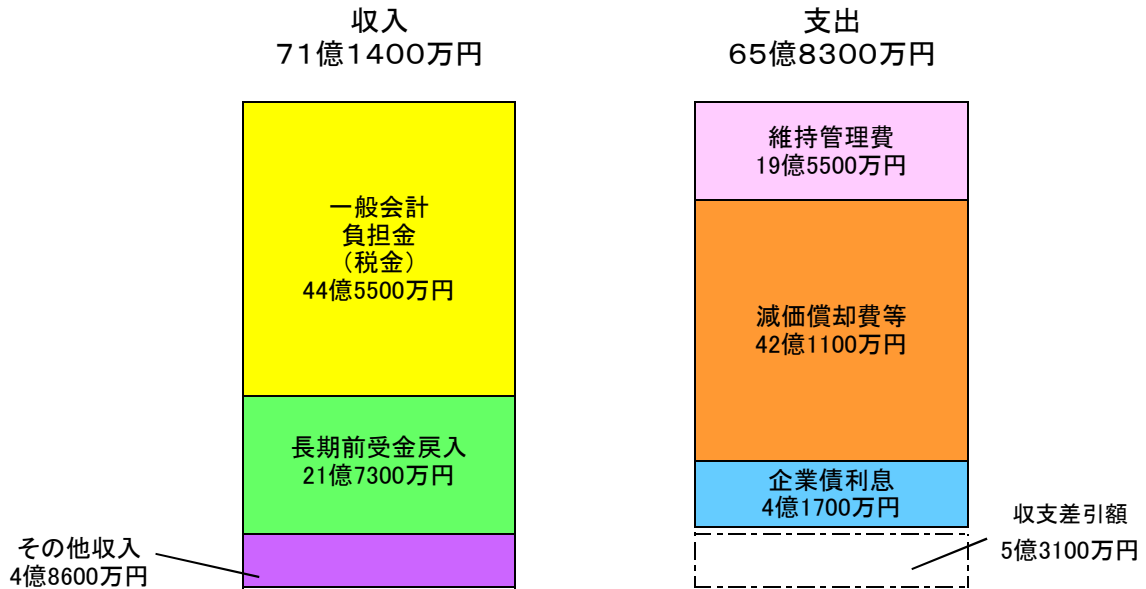 収入
71億1400万円
支出
65億8300万円
一般会計
負担金
（税金）
44億5500万円
長期前受金戻入
21億7300万円
その他収入
4億8600万円
維持管理費
19億5500万円
減価償却費等
42億1100万円
企業債利息
4億1700万円
収支差引額
5億3100万円